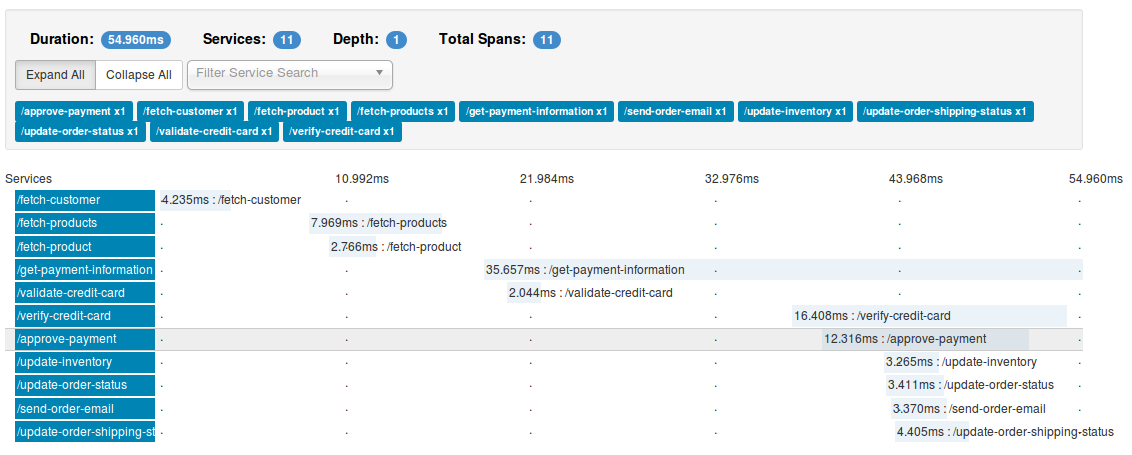 Duration: 54.960ms Services: 11 Depth: 1 Total Spans: 11
Expand All Collapse All Filter Service Search
/approve-payment x1 /fetch-customer x1 /fetch-product x1 /fetch-products x1 /get-payment-information x1 /send-order-email x1 /update-inventory x1 /update-order-shipping-status x1
/update-order-status x1 /validate-credit-card x1 /verify-credit-card x1
Services 10.992ms 21.984ms 32.976ms 43.968ms 54.960ms
/fetch-customer 4.235ms : /fetch-customer
/fetch-products 7.969ms : /fetch-products
/fetch-product 2.766ms : /fetch-product
/get-payment-information 35.657ms : /get-payment-information
/validate-credit-card 2.044ms : /validate-credit-card
/verify-credit-card 16.408ms : /verify-credit-card
/approve-payment 12.316ms : /approve-payment
/update-inventory 3.265ms : /update-inventory
/update-order-status 3.411ms : /update-order-status
/send-order-email 3.370ms : /send-order-email
/update-order-shipping-st 4.405ms : /update-order-shipping-status